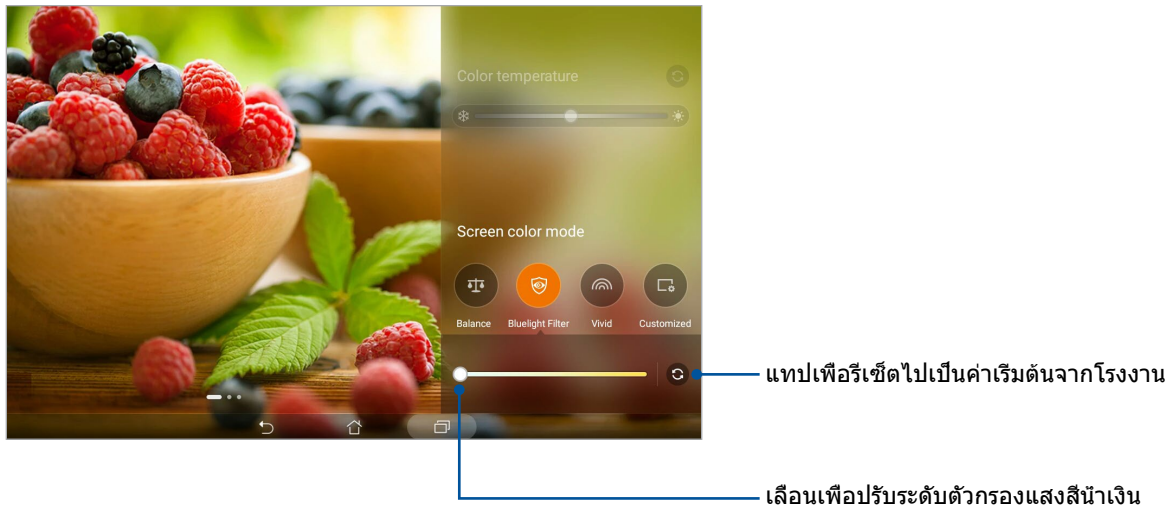 Color temperature
Screen color mode
Balance Bluelight Filter Vivid Customized
แทปเพื่อรีเซ็ตไปเป็นค่าเริ่มต้นจากโรงงาน
เลื่อนเพื่อปรับระดับตัวกรองแสงสีน้ำเงิน